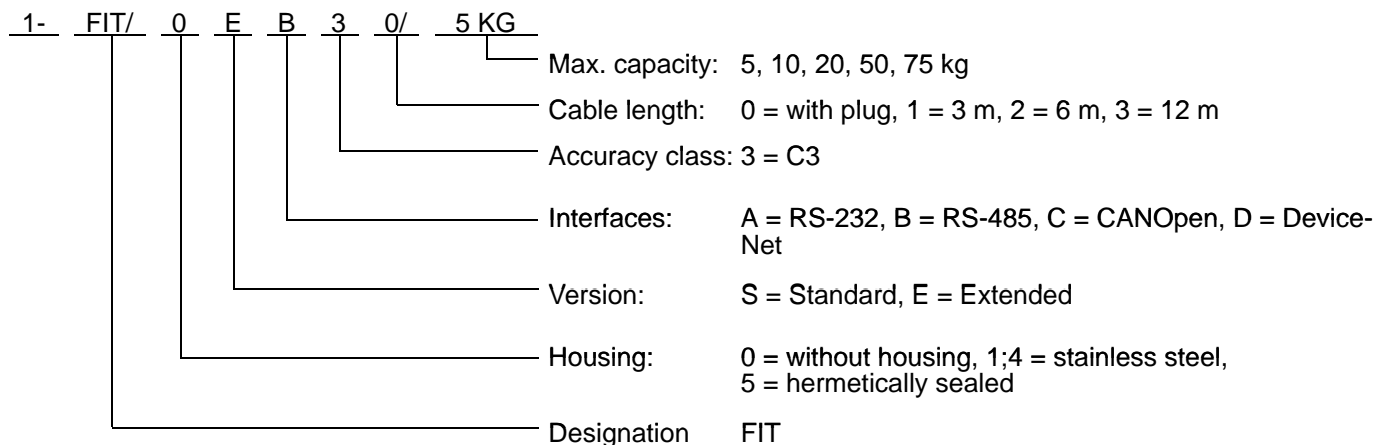 1- FIT/ 0 E B 3 0/ 5 KG
Max. capacity: 5, 10, 20, 50, 75 kg
Cable length: 0 = with plug, 1 = 3 m, 2 = 6 m, 3 = 12 m
Accuracy class: 3 = C3
Interfaces: A = RS-232, B = RS-485, C = CANOpen, D = Device-
Net
Version: S = Standard, E = Extended
Housing: 0 = without housing, 1;4 = stainless steel,
5 = hermetically sealed
Designation FIT